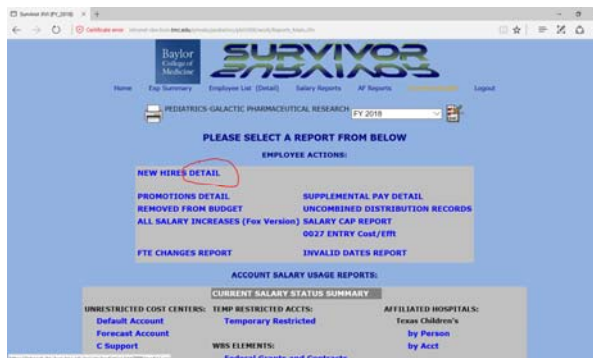 Survivor XVI (FY_2018)
Certificate error
Baylor
College of
Medicine
SURVIVOR
Home Exp Summary Employee List (Detail) Salary Reports AF Reports Logout
PEDIATRICS-GALACTIC PHARMACEUTICAL RESEARCH FY 2018
PLEASE SELECT A REPORT FROM BELOW
EMPLOYEE ACTIONS:
NEW HIRES DETAIL
PROMOTIONS DETAIL SUPPLEMENTAL PAY DETAIL
REMOVED FROM BUDGET UNCOMBINED DISTRIBUTION RECORDS
ALL SALARY INCREASES (Fox Version) SALARY CAP REPORT
0027 ENTRY Cost/Efft
FTE CHANGES REPORT INVALID DATES REPORT
ACCOUNT SALARY USAGE REPORTS:
CURRENT SALARY STATUS SUMMARY
UNRESTRICTED COST CENTERS: TEMP RESTRICTED ACCTS: AFFILIATED HOSPITALS:
Default Account Temporary Restricted Texas Children's
Forecast Account by Person
C Support WBS ELEMENTS: by Acct
Federal Grants and Contracts